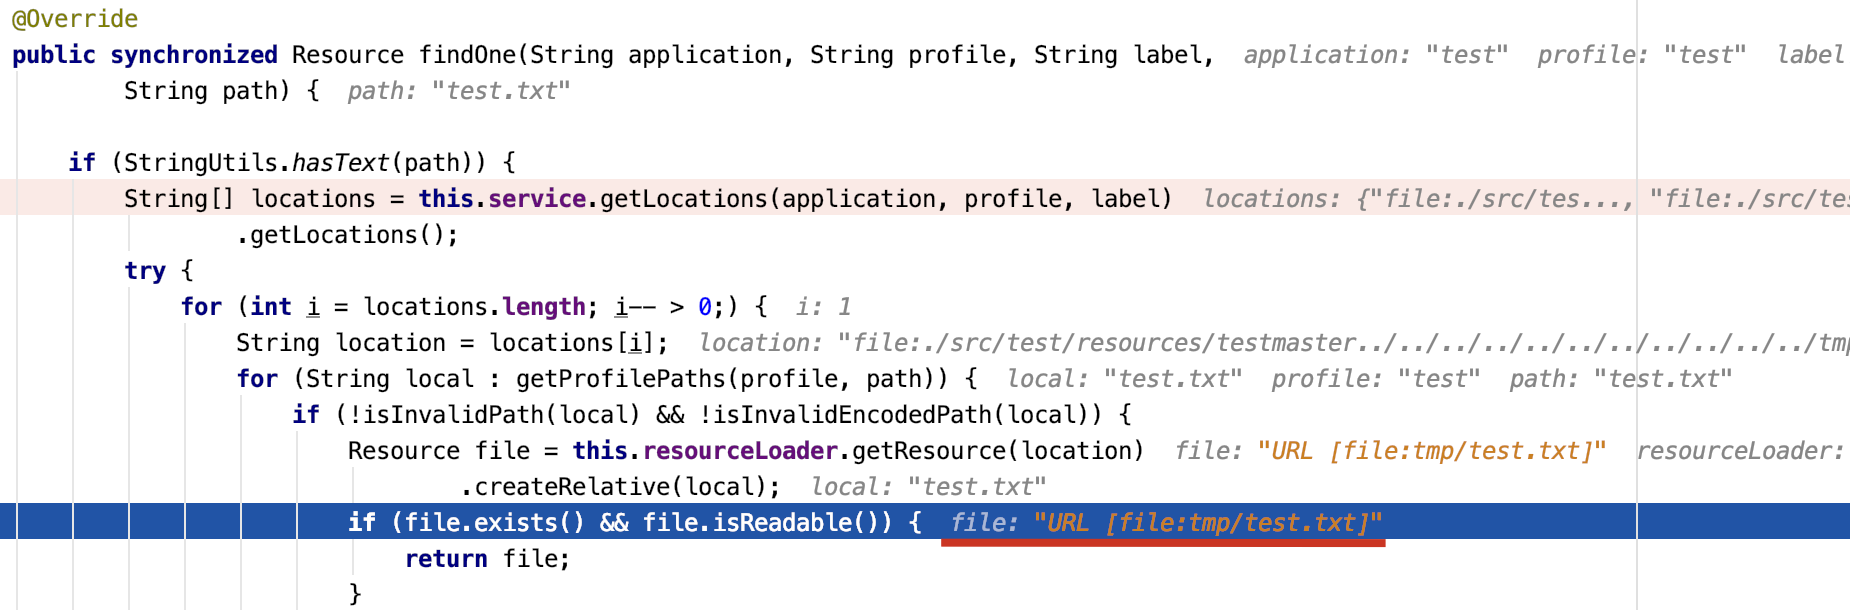 @Override
public synchronized Resource findOne(String application, String profile, String label, application: "test" profile: "test" label
String path) { path: "test.txt"
if (StringUtils.hasText(path)) {
String[] locations = this.service.getLocations(application, profile, label) locations: {"file:./src/tes..., "file:./src/tes
.getLocations();
try {
for (int i = locations.length; i-- > 0;) { i: 1
String location = locations[i]; location: "file:./src/test/resources/testmaster../../../../../../../../../../../tmp
for (String local : getProfilePaths(profile, path)) { local: "test.txt" profile: "test" path: "test.txt"
if (!isInvalidPath(local) && !isInvalidEncodedPath(local)) {
Resource file = this.resourceLoader.getResource(location) file: "URL [file:tmp/test.txt]" resourceLoader:
.createRelative(local); local: "test.txt"
if (file.exists() && file.isReadable()) { file: "URL [file:tmp/test.txt]"
return file;
}